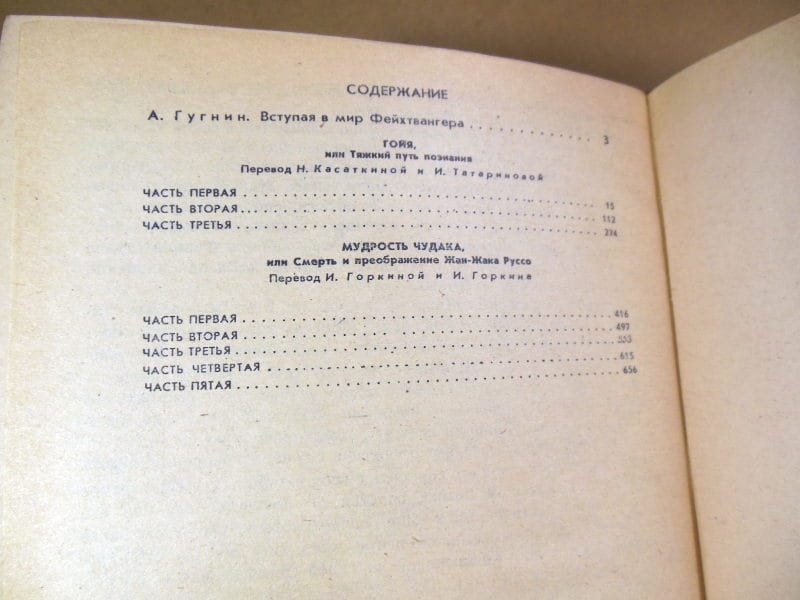 СОДЕРЖАНИЕ
А. Гугнин. Вступая в мир Фейхтвангера . . . . . . . . . . . 3
ГОЙЯ,
или Тяжкий путь познания
Перевод Н. Касаткиной и И. Татариновой
ЧАСТЬ ПЕРВАЯ . . . . . . . . . . . . . . . . . . . . 15
ЧАСТЬ ВТОРАЯ . . . . . . . . . . . . . . . . . . . . 112
ЧАСТЬ ТРЕТЬЯ . . . . . . . . . . . . . . . . . . . . 274
МУДРОСТЬ ЧУДАКА,
или Смерть и преображение Жан-Жака Руссо
Перевод И. Горкиной и И. Горкина
ЧАСТЬ ПЕРВАЯ . . . . . . . . . . . . . . . . . . . . 416
ЧАСТЬ ВТОРАЯ . . . . . . . . . . . . . . . . . . . . 497
ЧАСТЬ ТРЕТЬЯ . . . . . . . . . . . . . . . . . . . . 553
ЧАСТЬ ЧЕТВЕРТАЯ . . . . . . . . . . . . . . . . . . 615
ЧАСТЬ ПЯТАЯ . . . . . . . . . . . . . . . . . . . . 656